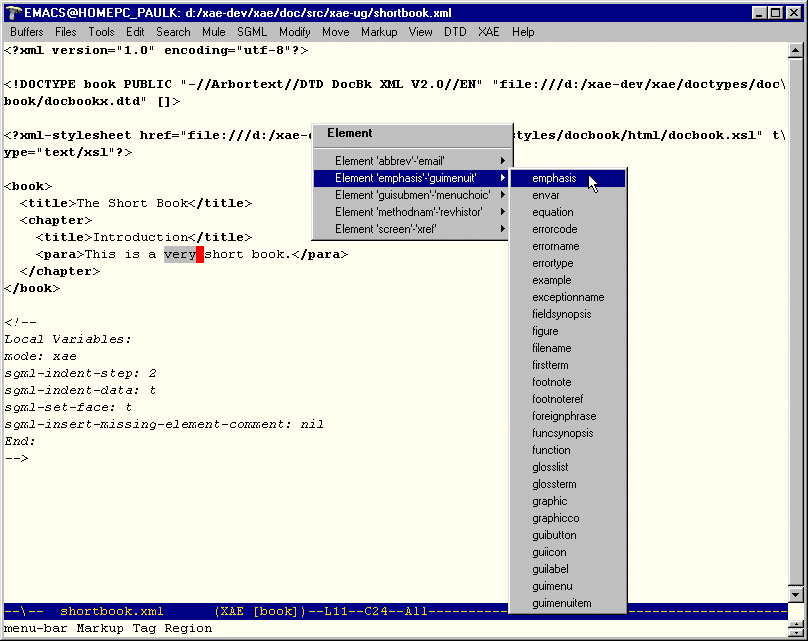 EMACS@HOMEPC_PAULK: d:/xae-dev/xae/doc/src/xae-ug/shortbook.xml
Buffers Files Tools Edit Search Mule SGML Modify Move Markup View DTD XAE Help
<?xml version="1.0" encoding="utf-8"?>
<!DOCTYPE book PUBLIC "-//Arbortext//DTD DocBk XML V2.0//EN" "file:///d:/xae-dev/xae/doctypes/doc\
book/docbookx.dtd" []>
<?xml-stylesheet href="file:///d:/xae-d styles/docbook/html/docbook.xsl" t\
ype="text/xsl"?>
<book>
<title>The Short Book</title>
<chapter>
<title>Introduction</title>
<para>This is a very short book.</para>
</chapter>
</book>
<!--
Local Variables:
mode: xae
sgml-indent-step: 2
sgml-indent-data: t
sgml-set-face: t
sgml-insert-missing-element-comment: nil
End:
-->
Element
Element 'abbrev'-'email'
Element 'emphasis'-'guimenuit'
Element 'guisubmen'-'menuchoic'
Element 'methodnam'-'revhistor'
Element 'screen'-'xref'
emphasis
envar
equation
errorcode
errorname
errortype
example
exceptionname
fieldsynopsis
figure
filename
firstterm
footnote
footnoteref
foreignphrase
funcsynopsis
function
glosslist
glossterm
graphic
graphicco
guibutton
guiicon
guilabel
guimenu
guimenuitem
--\-- shortbook.xml (XAE [book])--L11--C24--All--------------------
menu-bar Markup Tag Region